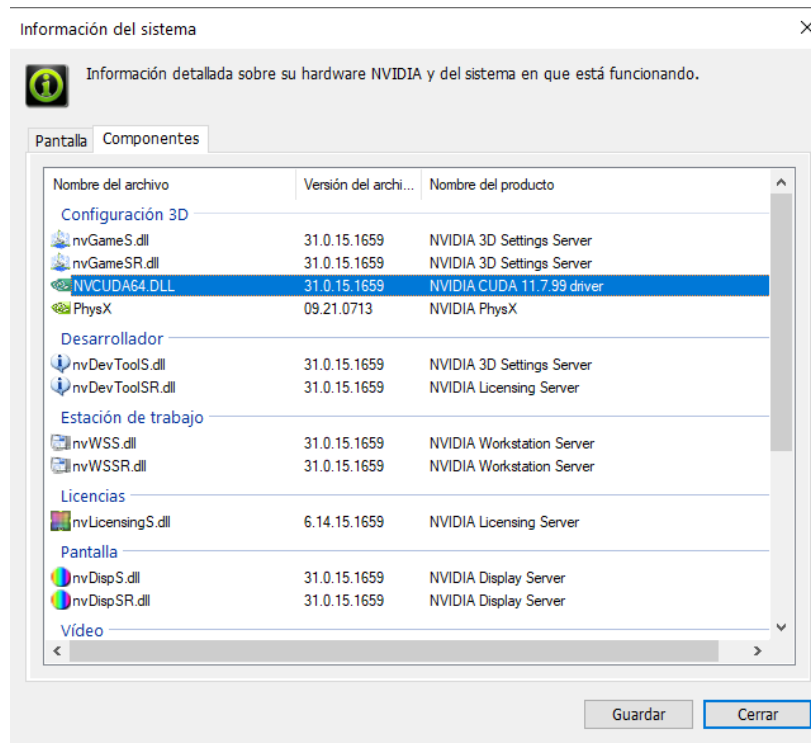 Información del sistema
Información detallada sobre su hardware NVIDIA y del sistema en que está funcionando.
Pantalla Componentes
Nombre del archivo Versión del archi... Nombre del producto
Configuración 3D
nvGameS.dll 31.0.15.1659 NVIDIA 3D Settings Server
nvGameSR.dll 31.0.15.1659 NVIDIA 3D Settings Server
NVCUDA64.DLL 31.0.15.1659 NVIDIA CUDA 11.7.99 driver
PhysX 09.21.0713 NVIDIA PhysX
Desarrollador
nvDevToolS.dll 31.0.15.1659 NVIDIA 3D Settings Server
nvDevToolSR.dll 31.0.15.1659 NVIDIA Licensing Server
Estación de trabajo
nvWSS.dll 31.0.15.1659 NVIDIA Workstation Server
nvWSSR.dll 31.0.15.1659 NVIDIA Workstation Server
Licencias
nvLicensingS.dll 6.14.15.1659 NVIDIA Licensing Server
Pantalla
nvDispS.dll 31.0.15.1659 NVIDIA Display Server
nvDispSR.dll 31.0.15.1659 NVIDIA Display Server
Vídeo
Guardar Cerrar